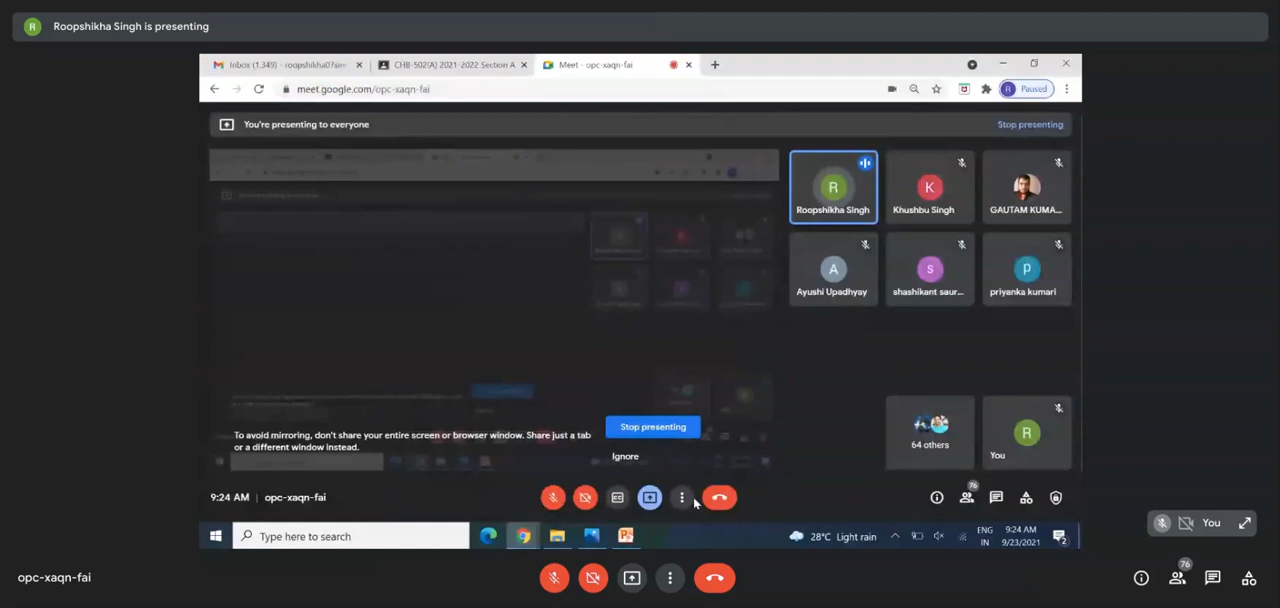 R Roopshikha Singh is presenting
Inbox (1,349) - roopshikha07sin
CHB-502(A) 2021-2022 Section A
Meet - opc-xaqn-fai
meet.google.com/opc-xaqn-fai
R Paused
You're presenting to everyone
Stop presenting
R
Roopshikha Singh
K
Khushbu Singh
GAUTAM KUMA...
A
Ayushi Upadhyay
s
shashikant saur...
p
priyanka kumari
64 others
R
You
To avoid mirroring, don't share your entire screen or browser window. Share just a tab
or a different window instead.
Stop presenting
Ignore
9:24 AM | opc-xaqn-fai
76
Type here to search
28°C Light rain
ENG
IN
9:24 AM
9/23/2021
2
You
opc-xaqn-fai
76